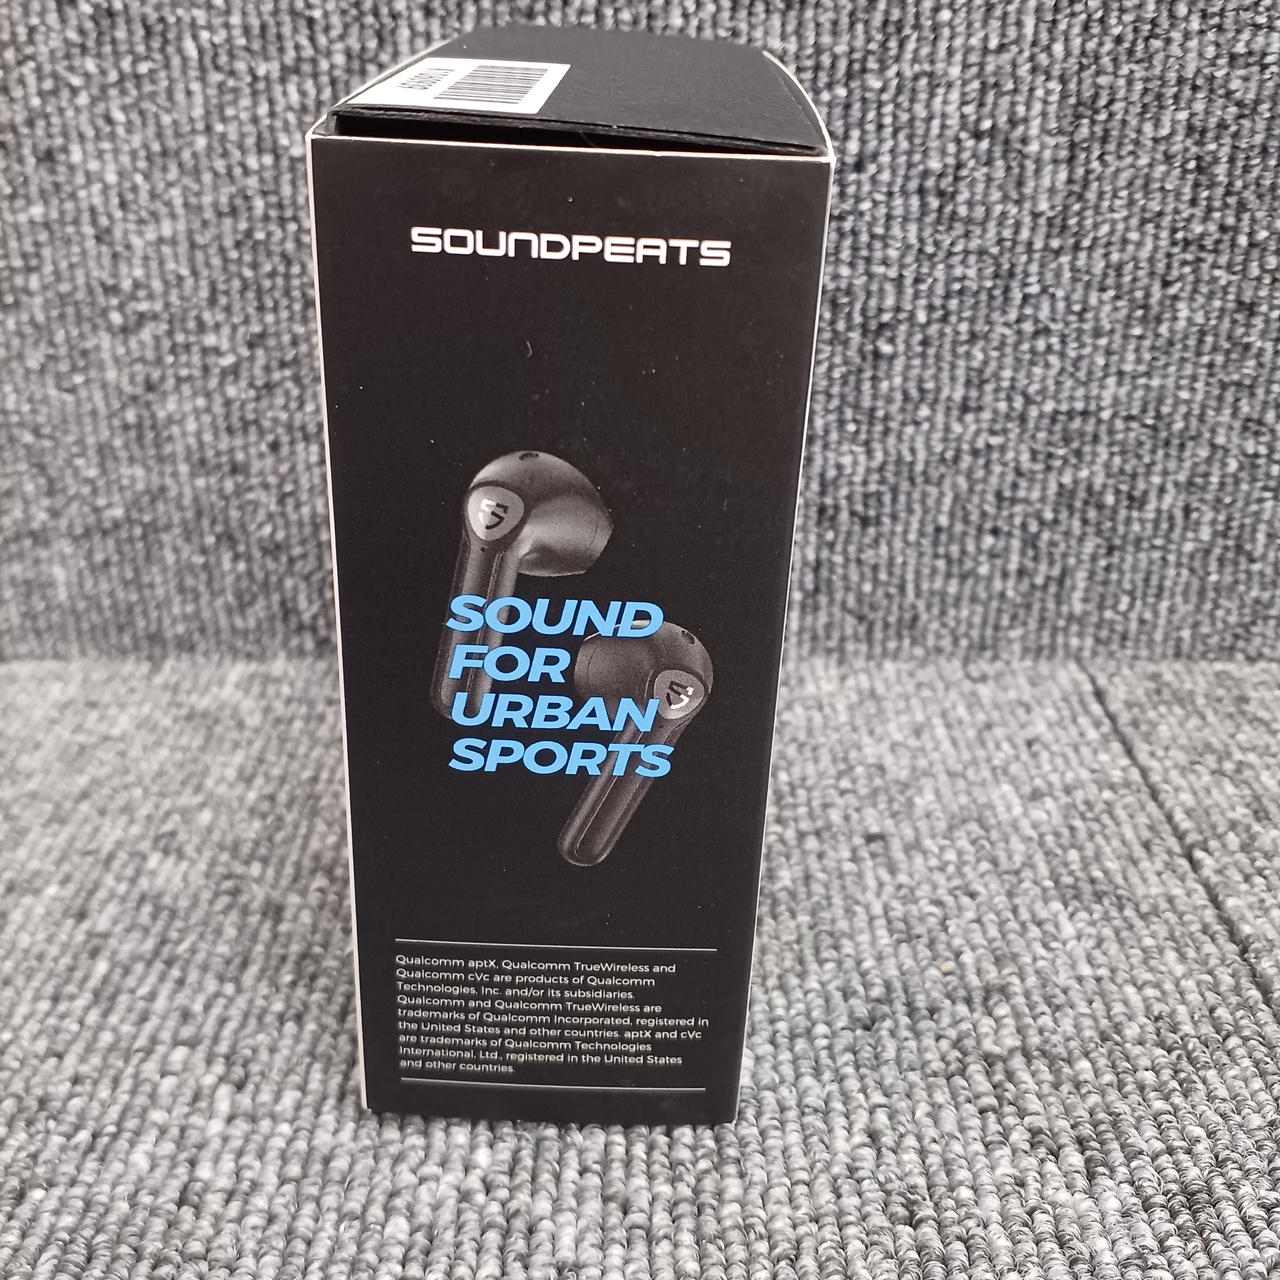 SOUNDPEATS
SOUND
FOR
URBAN
SPORTS
Qualcomm aptX, Qualcomm TrueWireless and
Qualcomm cVc are products of Qualcomm
Technologies, Inc. and/or its subsidiaries.
Qualcomm and Qualcomm TrueWireless are
trademarks of Qualcomm Incorporated, registered in
the United States and other countries. aptX and cVc
are trademarks of Qualcomm Technologies
International, Ltd., registered in the United States
and other countries.